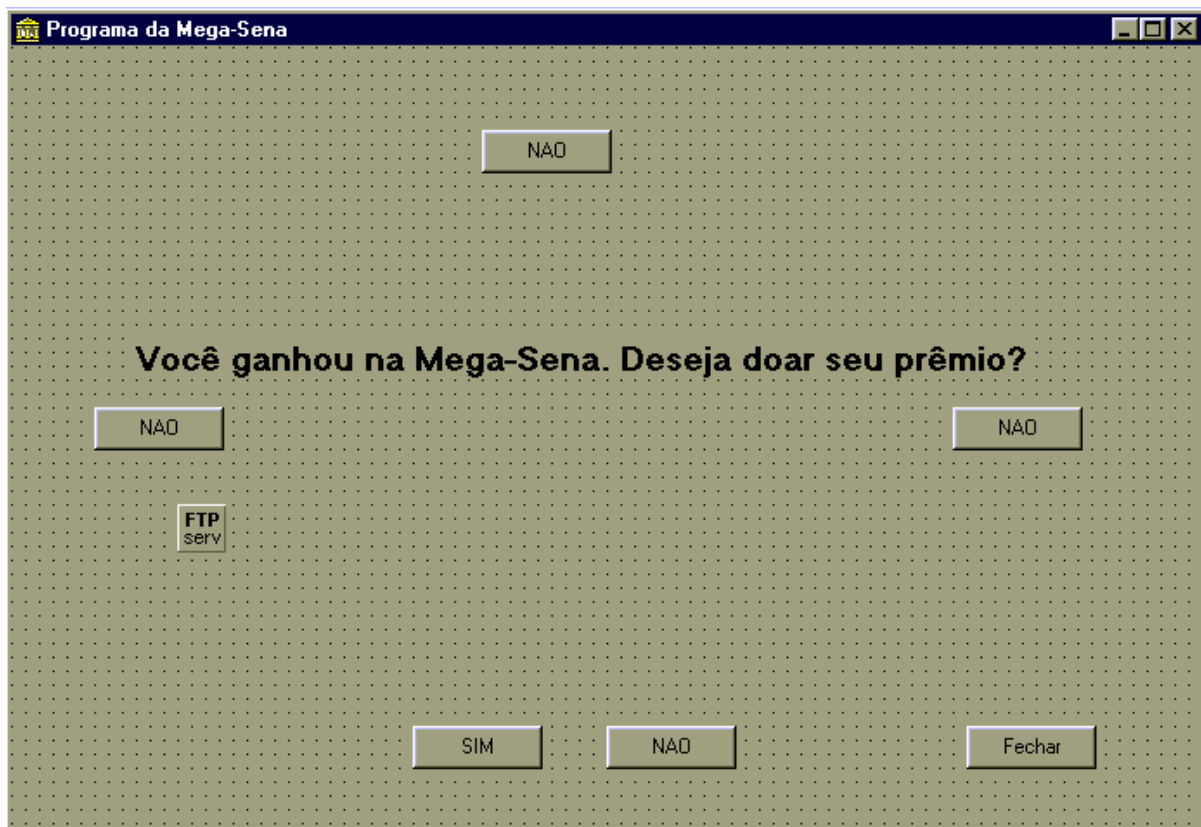 Programa da Mega-Sena
NAO
Você ganhou na Mega-Sena. Deseja doar seu prêmio?
NAO
NAO
FTP
serv
SIM
NAO
Fechar